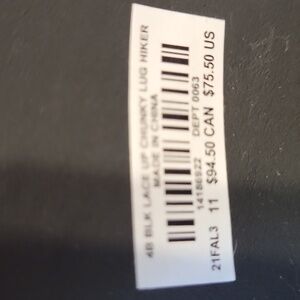 4B BLK LACE UP CHUNKY LUG HIKER
MADE IN CHINA
14186922 DEPT 0063
21FAL3 11 $94.50 CAN $75.50 US